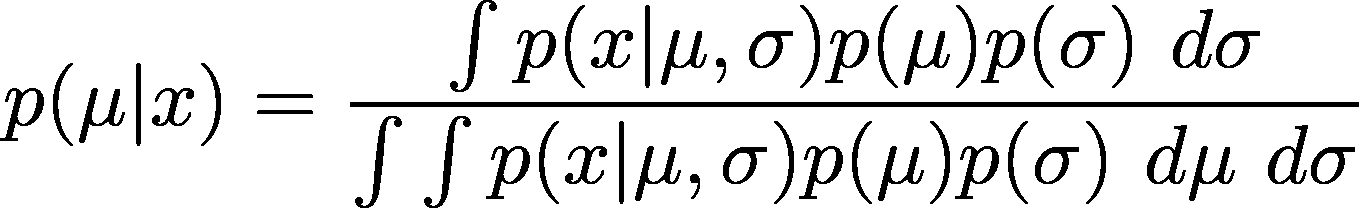 p(μ|x) = ∫ p(x|μ, σ)p(μ)p(σ) dσ / ∫ ∫ p(x|μ, σ)p(μ)p(σ) dμ dσ